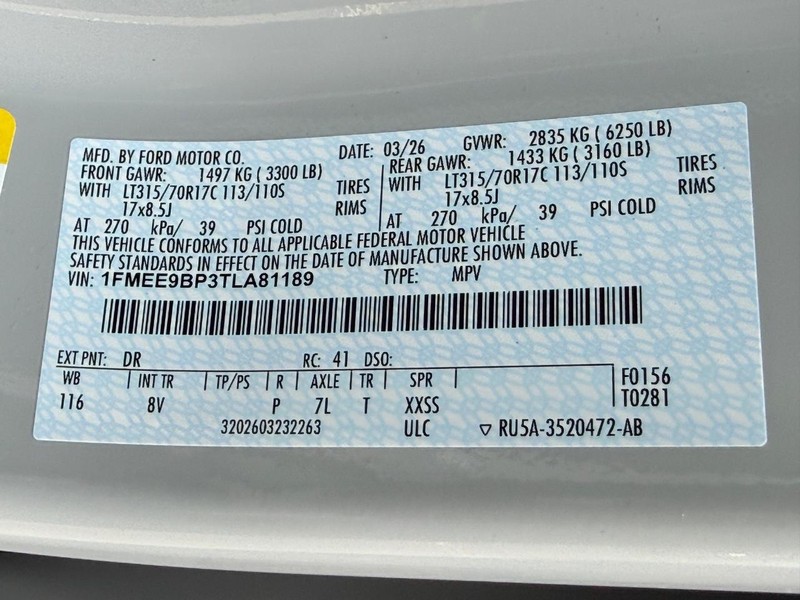 MFD. BY FORD MOTOR CO. DATE: 03/26 GVWR: 2835 KG ( 6250 LB)
FRONT GAWR: 1497 KG ( 3300 LB) REAR GAWR: 1433 KG ( 3160 LB)
WITH LT315/70R17C 113/110S TIRES WITH LT315/70R17C 113/110S TIRES
17x8.5J RIMS 17x8.5J RIMS
AT 270 kPa/ 39 PSI COLD AT 270 kPa/ 39 PSI COLD
THIS VEHICLE CONFORMS TO ALL APPLICABLE FEDERAL MOTOR VEHICLE
SAFETY STANDARDS IN EFFECT ON THE DATE OF MANUFACTURE SHOWN ABOVE.
VIN: 1FMEE9BP3TLA81189 TYPE: MPV
EXT PNT: DR RC: 41 DSO:
WB | INT TR | TP/PS | R | AXLE | TR | SPR | F0156
116 8V P 7L T XXSS T0281
3202603232263 ULC ▽ RU5A-3520472-AB